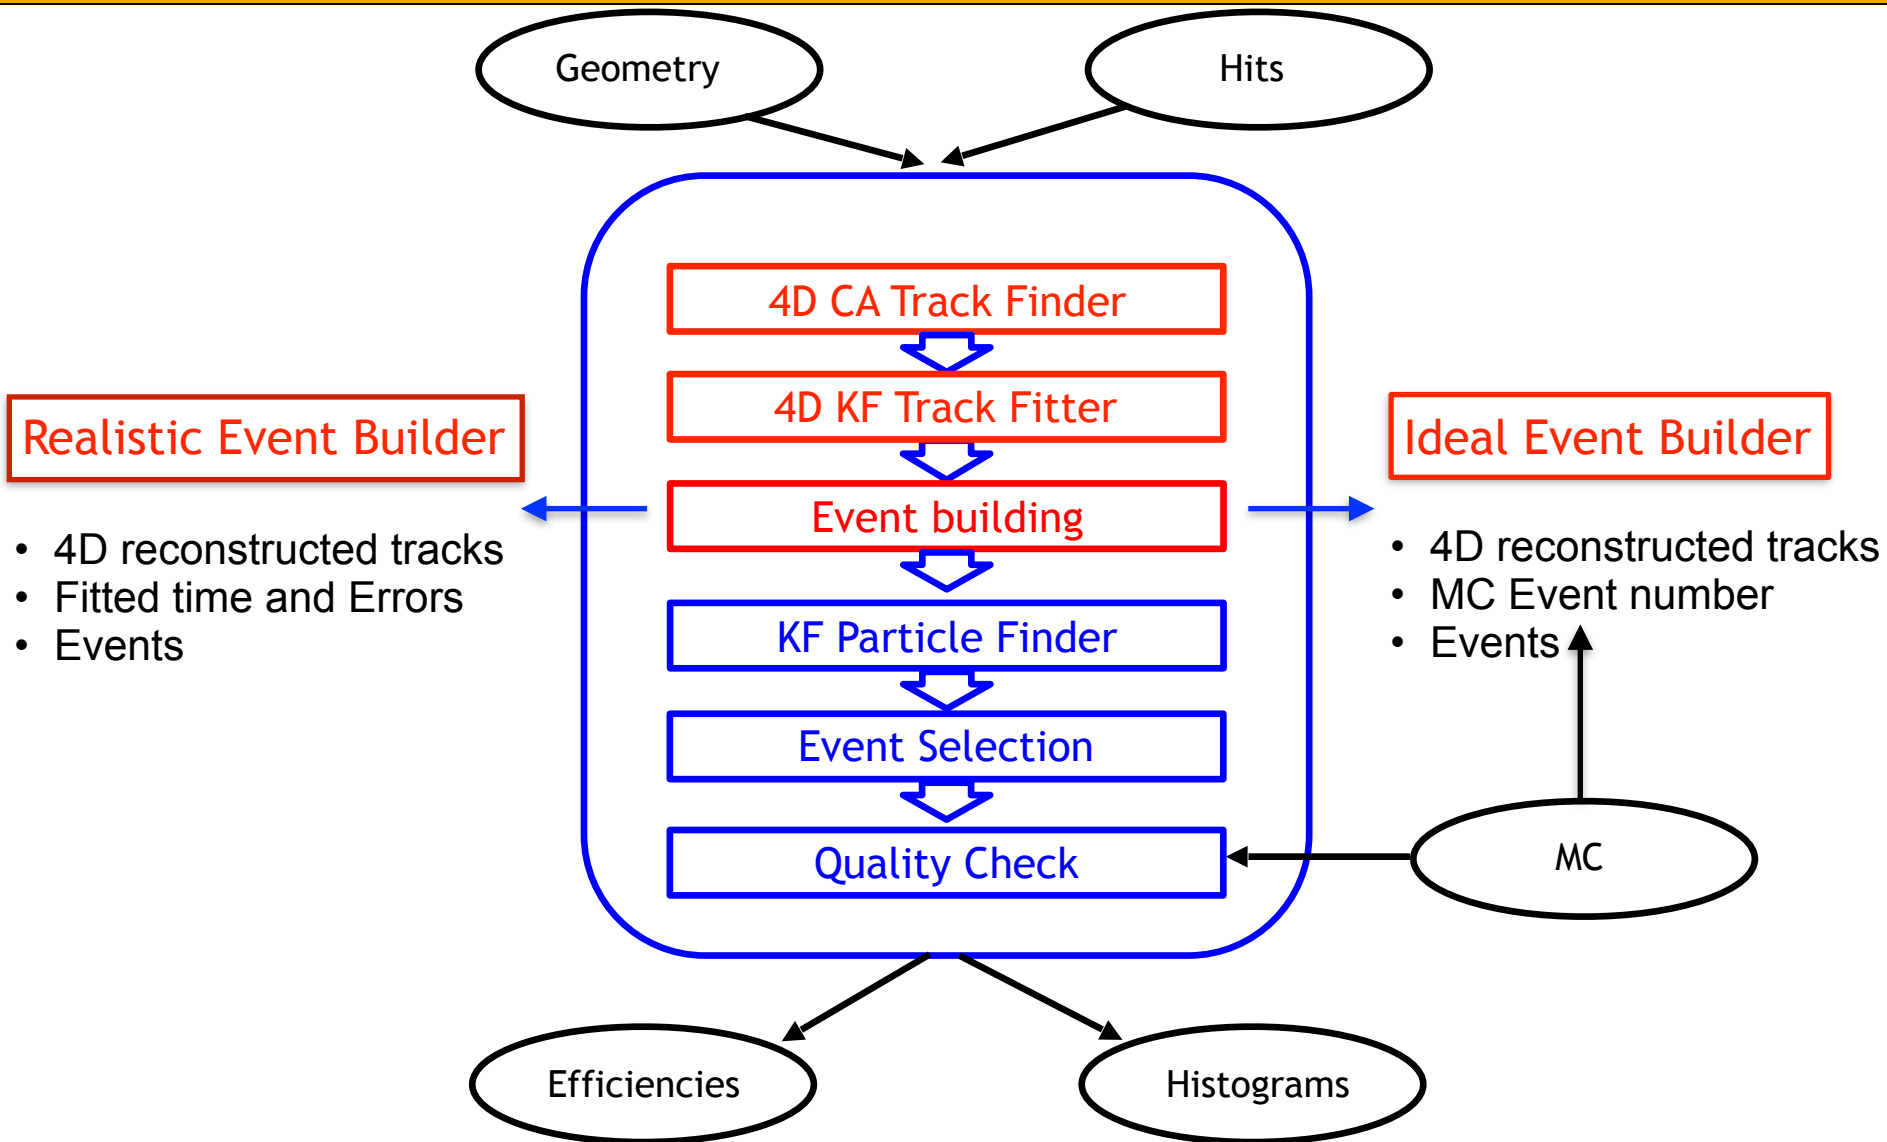 Geometry
Hits
4D CA Track Finder
4D KF Track Fitter
Event building
KF Particle Finder
Event Selection
Quality Check
Realistic Event Builder
• 4D reconstructed tracks
• Fitted time and Errors
• Events
Ideal Event Builder
• 4D reconstructed tracks
• MC Event number
• Events
MC
Efficiencies
Histograms